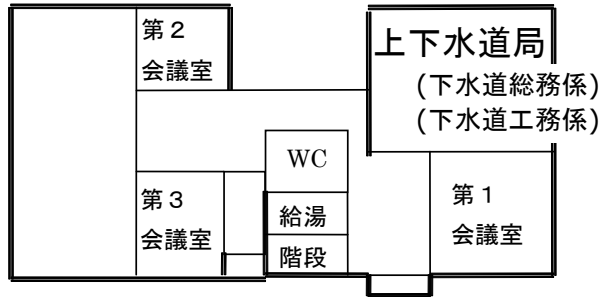 第２
会議室
上下水道局
(下水道総務係)
(下水道工務係)
WC
第３
会議室
給湯
階段
第１
会議室